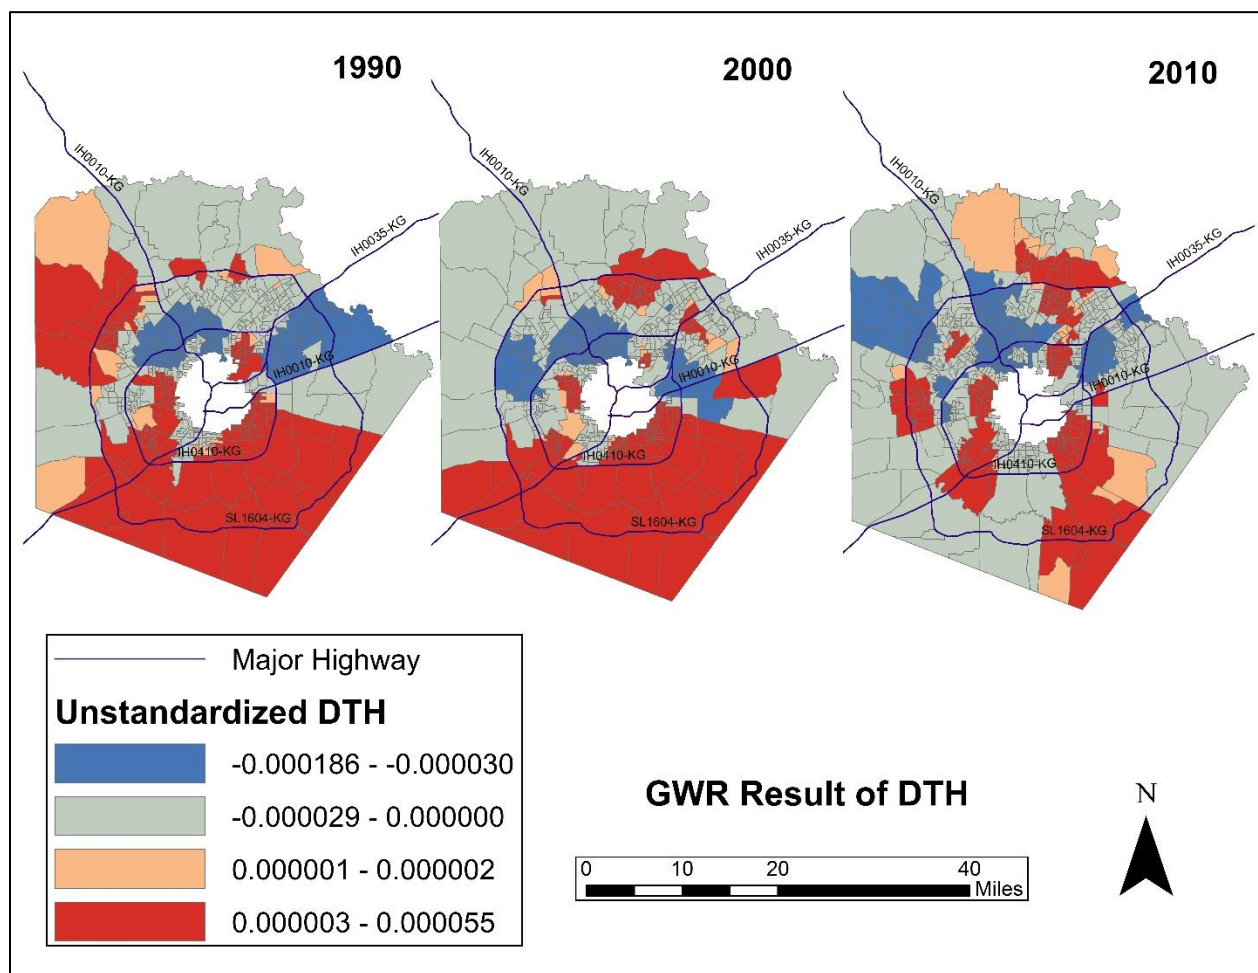 1990
2000
2010
IH0010-KG
IH0035-KG
IH0010-KG
IH0410-KG
SL1604-KG
IH0010-KG
IH0035-KG
IH0010-KG
IH0410-KG
SL1604-KG
IH0010-KG
IH0035-KG
IH0010-KG
IH0410-KG
SL1604-KG
Major Highway
Unstandardized DTH
-0.000186 - -0.000030
-0.000029 - 0.000000
0.000001 - 0.000002
0.000003 - 0.000055
GWR Result of DTH
0 10 20 40
Miles
N